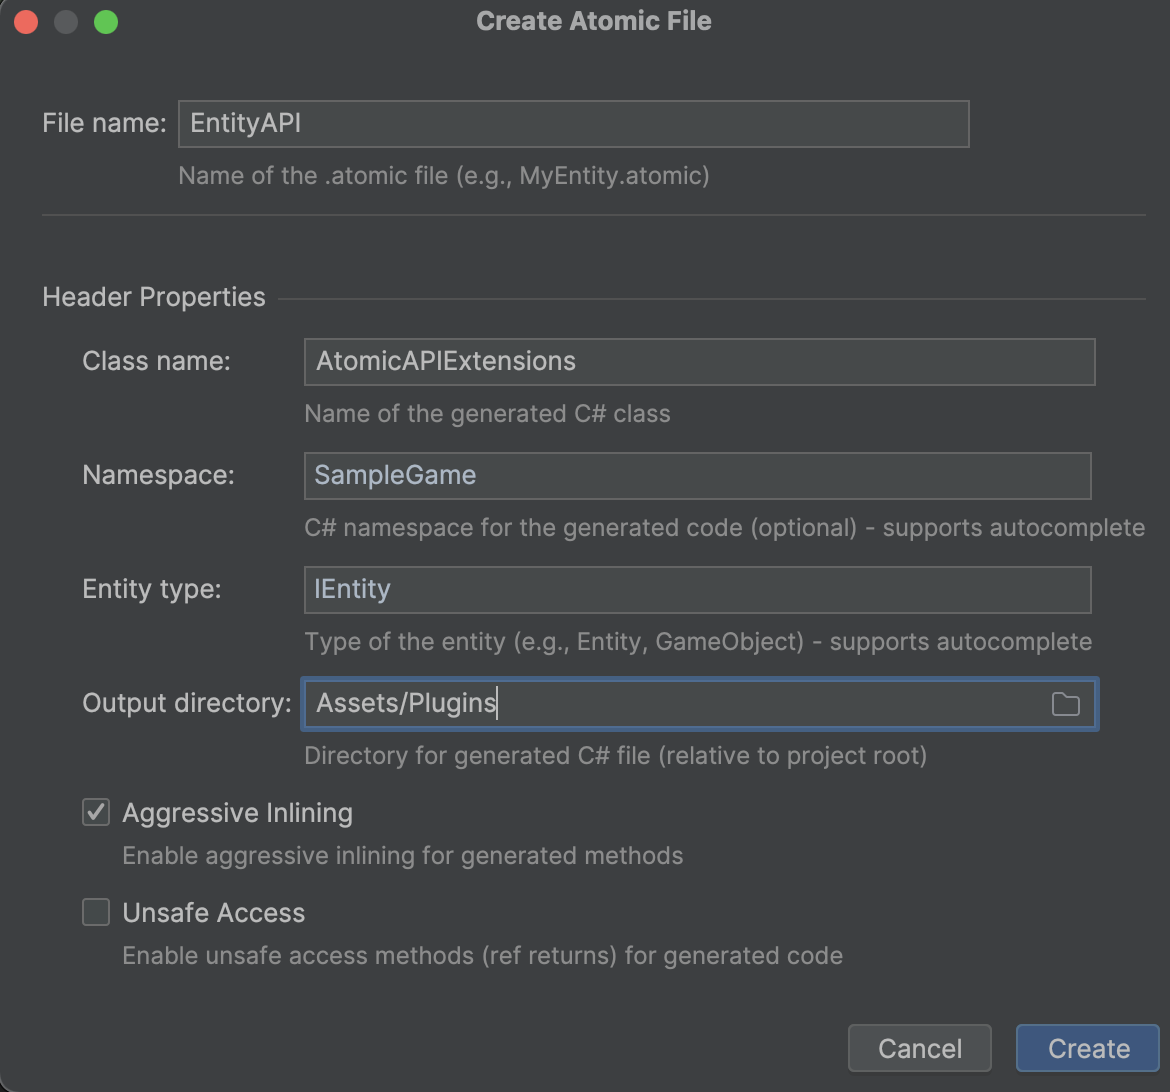 Create Atomic File
File name: EntityAPI
Name of the .atomic file (e.g., MyEntity.atomic)
Header Properties
Class name: AtomicAPIExtensions
Name of the generated C# class
Namespace: SampleGame
C# namespace for the generated code (optional) - supports autocomplete
Entity type: IEntity
Type of the entity (e.g., Entity, GameObject) - supports autocomplete
Output directory: Assets/Plugins
Directory for generated C# file (relative to project root)
Aggressive Inlining
Enable aggressive inlining for generated methods
Unsafe Access
Enable unsafe access methods (ref returns) for generated code
Cancel Create